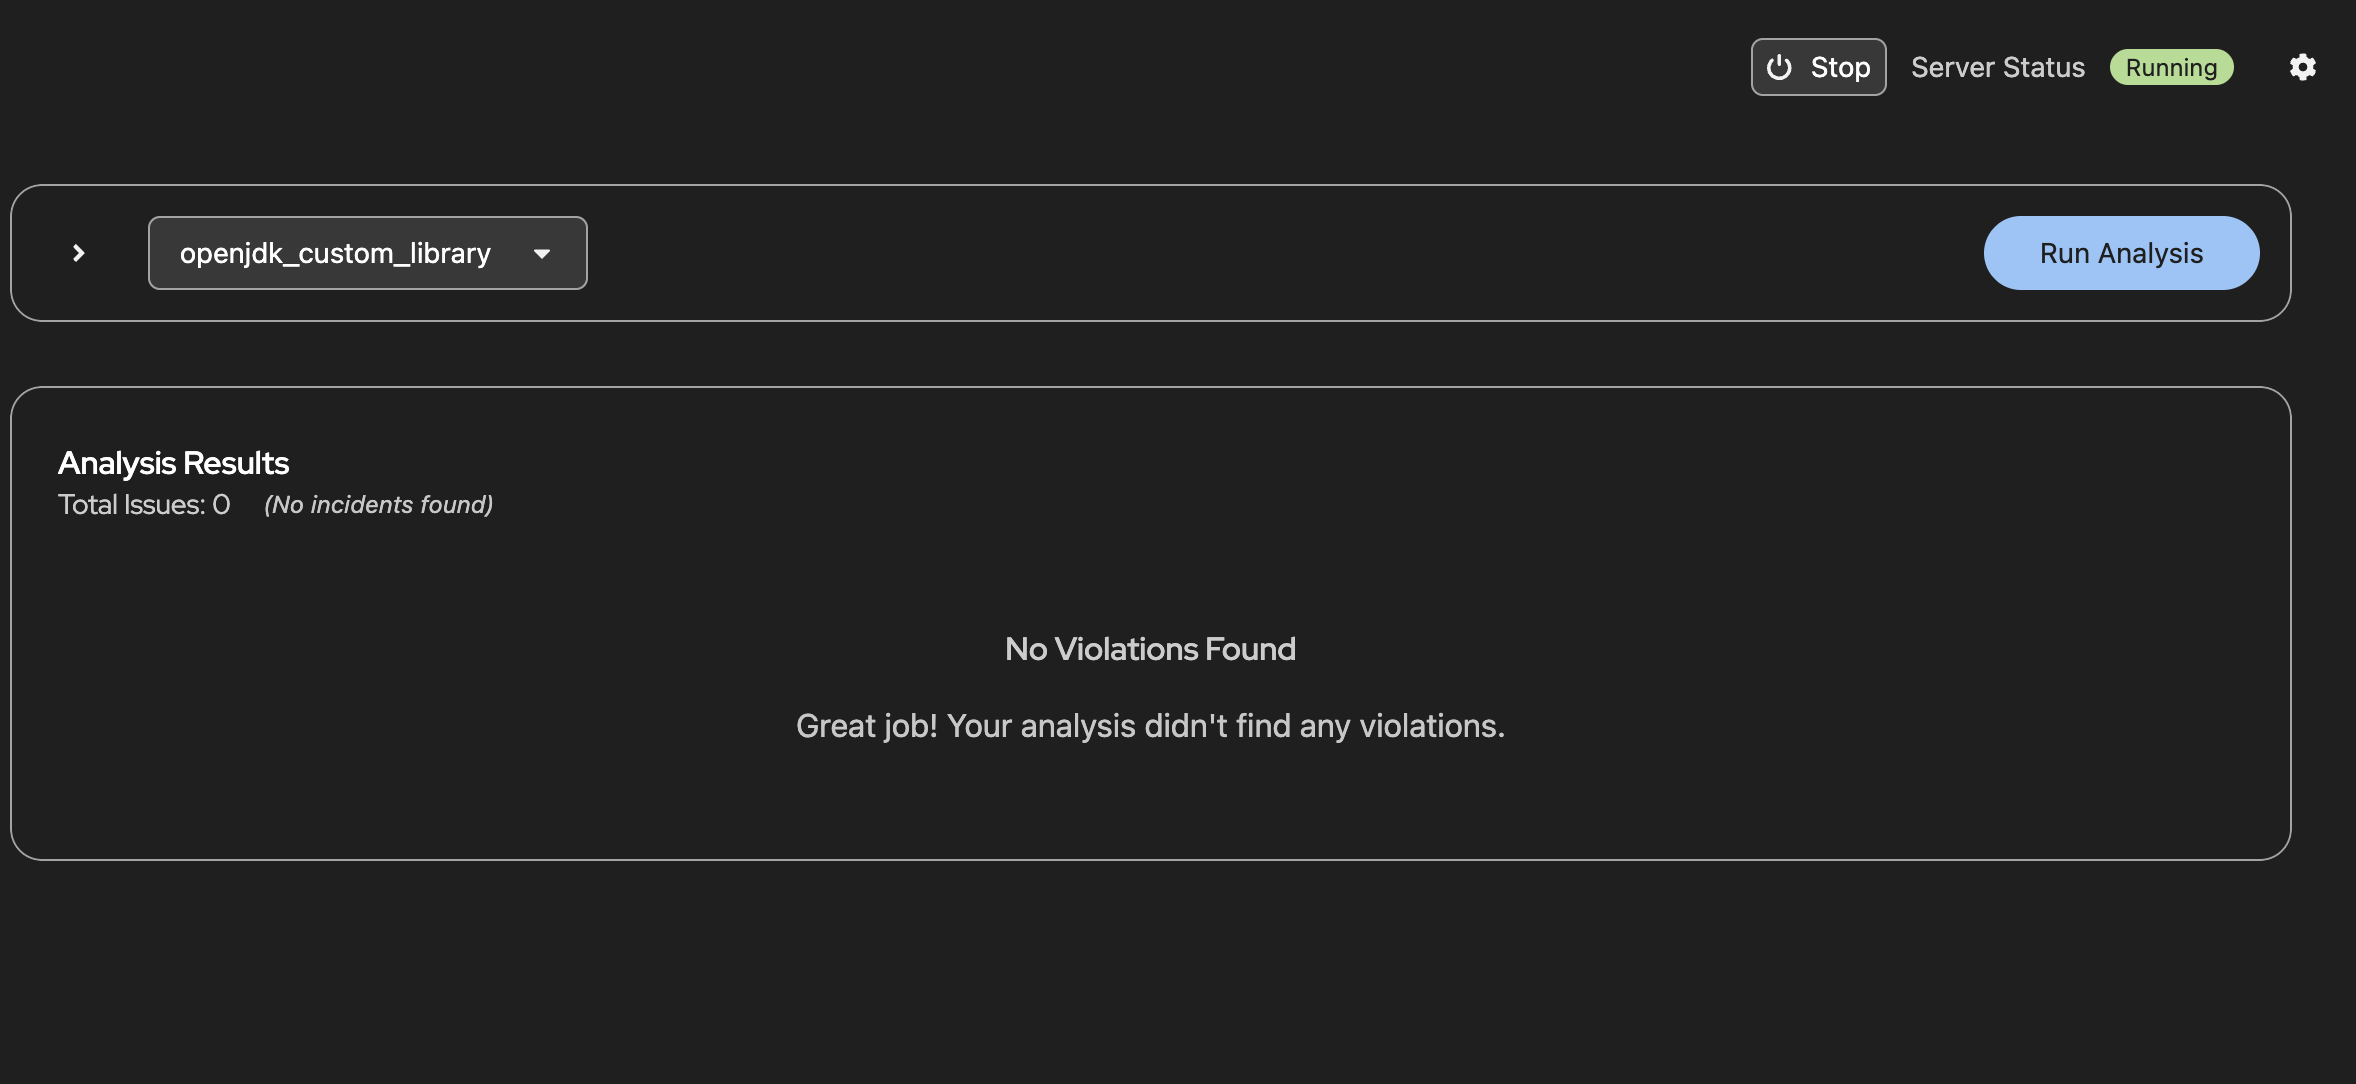 Stop Server Status Running
openjdk_custom_library Run Analysis
Analysis Results
Total Issues: 0 (No incidents found)
No Violations Found
Great job! Your analysis didn't find any violations.